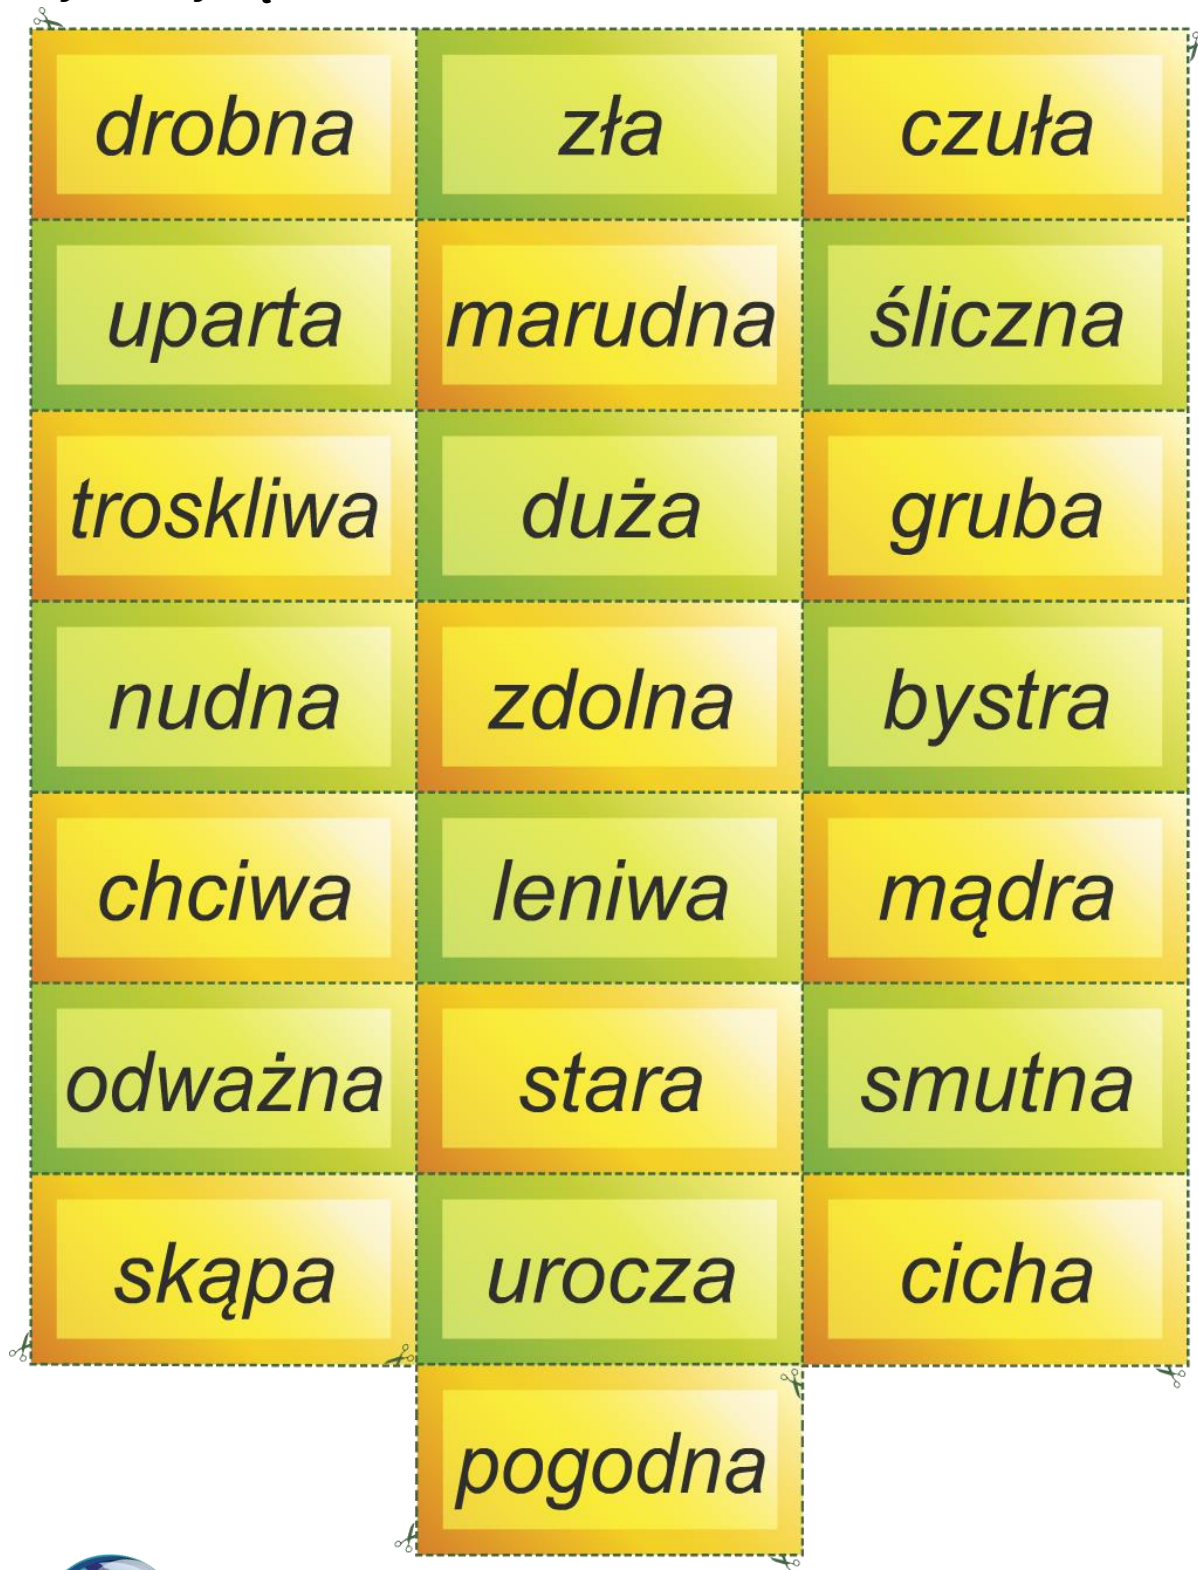 drobna zła czuła
uparta marudna śliczna
troskliwa duża gruba
nudna zdolna bystra
chciwa leniwa mądra
odważna stara smutna
skąpa urocza cicha
pogodna